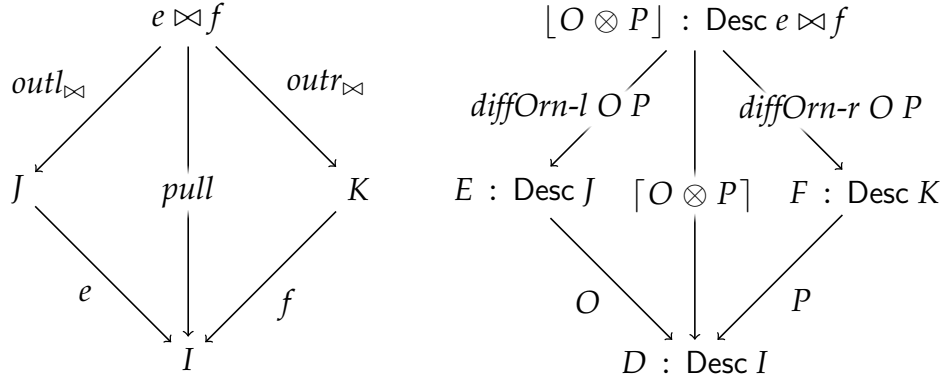 e ⋈ f
⌊O ⊗ P⌋ : Desc e ⋈ f
outl⋈
outr⋈
diffOrn-l O P
diffOrn-r O P
J
pull
K
E : Desc J
⌈O ⊗ P⌉
F : Desc K
e
f
O
P
I
D : Desc I